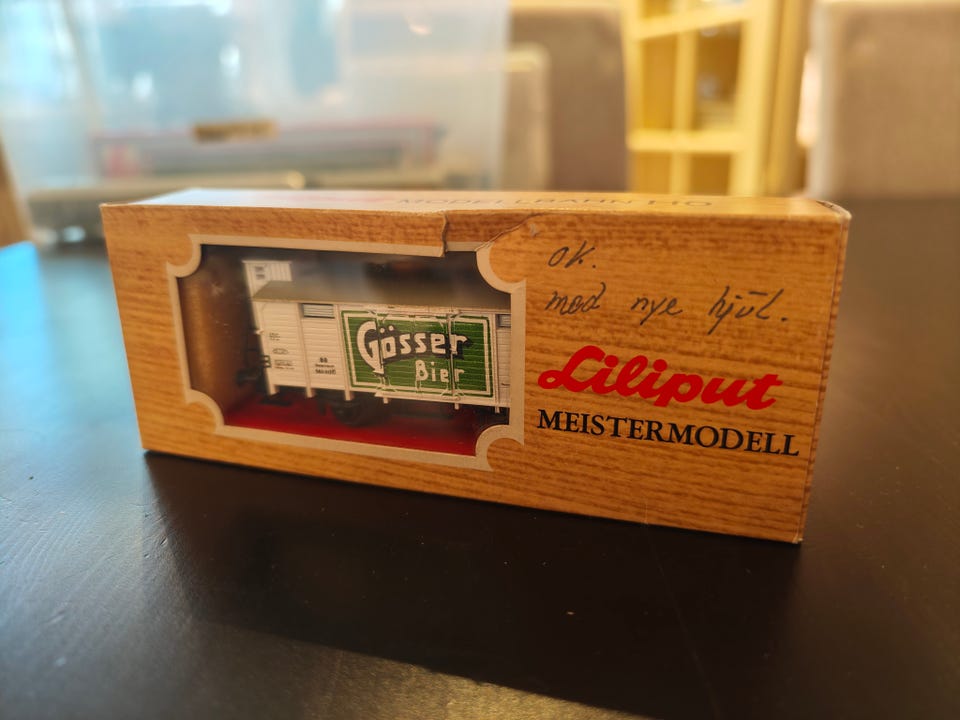 MODELLBAHN HO
OK.
med nye hjul.
Liliput
MEISTERMODELL
Gösser
Bier